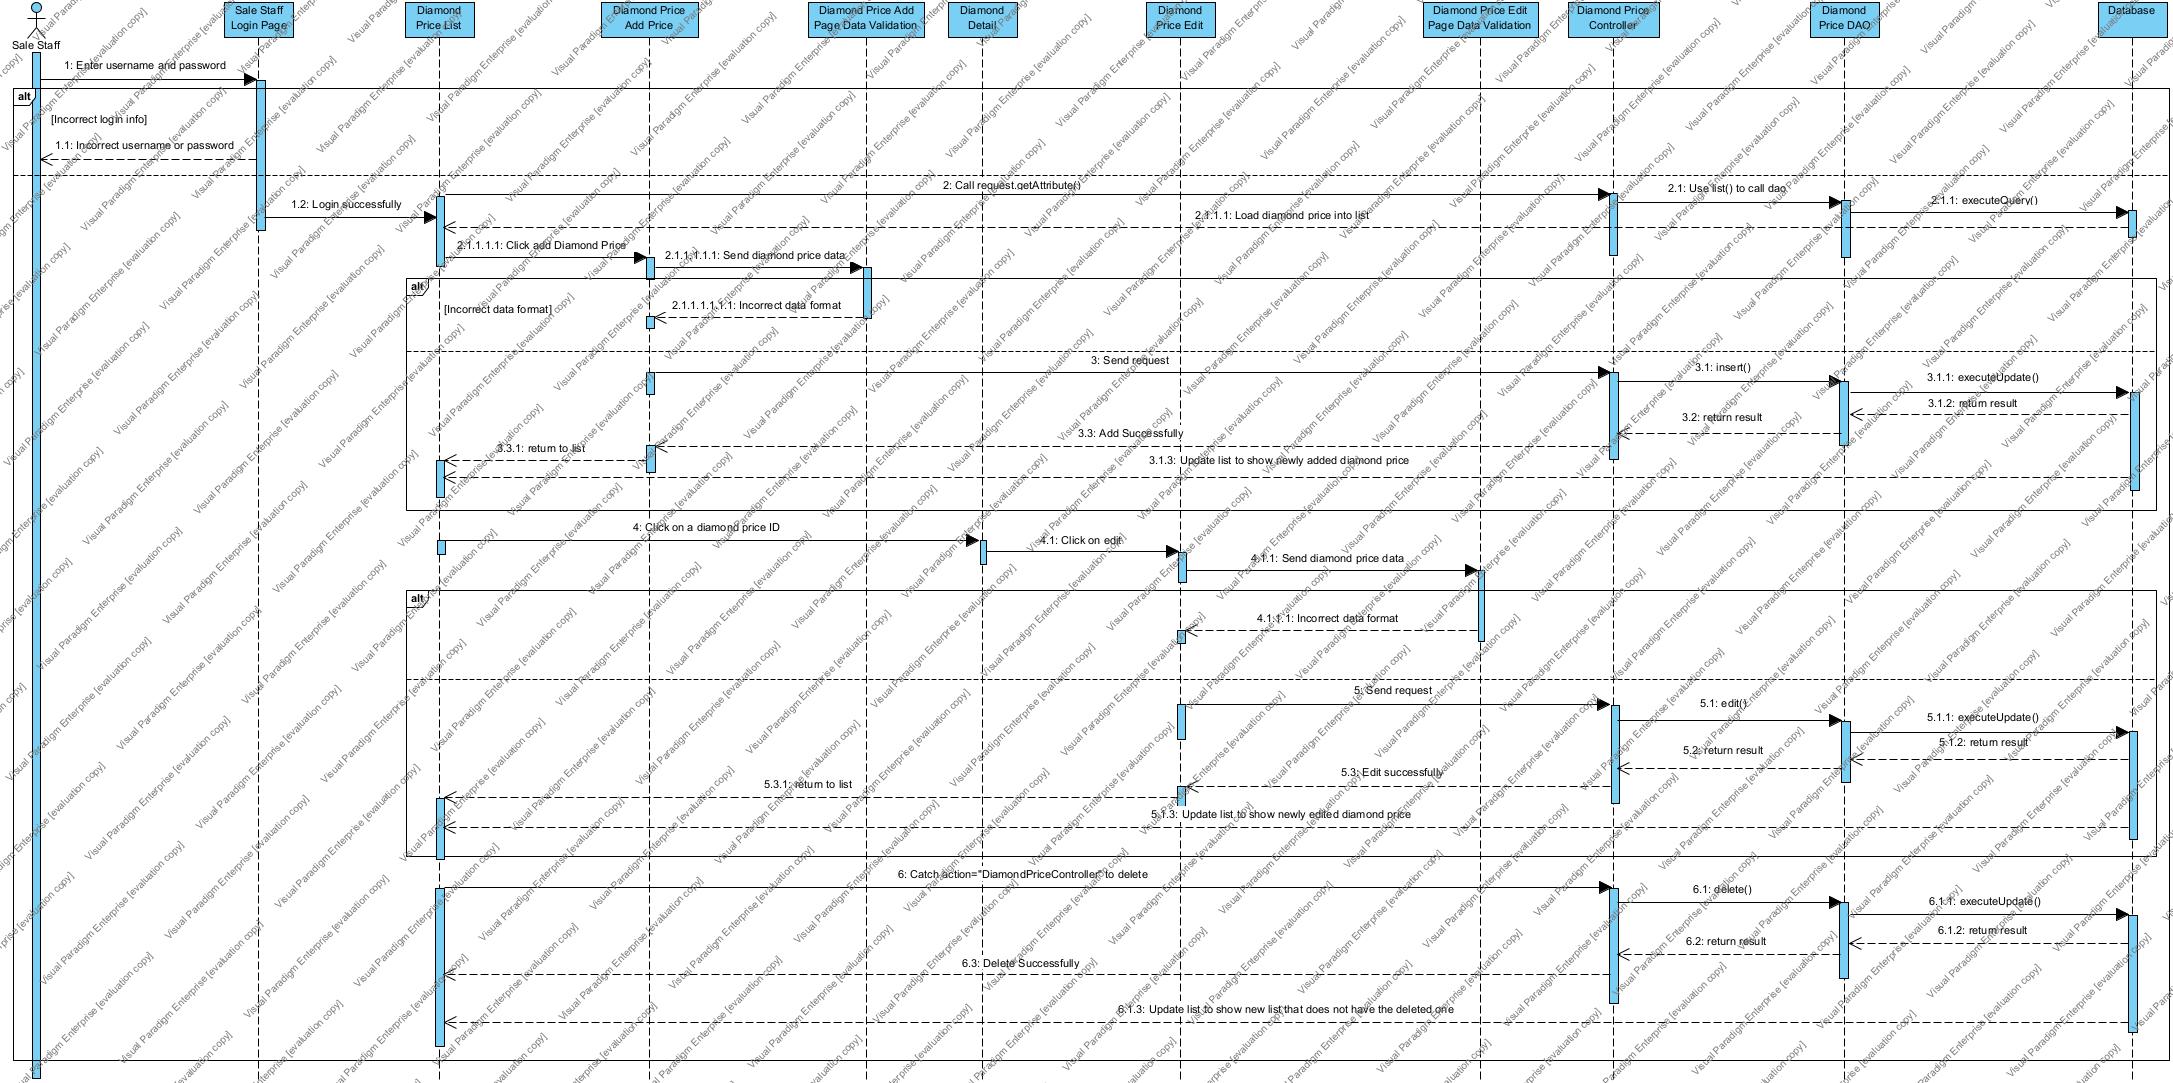 Sale Staff
Sale Staff
Login Page
Diamond
Price List
Diamond Price
Add Price
Diamond Price Add
Page Data Validation
Diamond
Detail
Diamond
Price Edit
Diamond Price Edit
Page Data Validation
Diamond Price
Controller
Diamond
Price DAO
Database
1: Enter username and password
alt
[Incorrect login info]
1.1: Incorrect username or password
2: Call request.getAttribute()
2.1: Use list() to call dao
2.1.1: executeQuery()
1.2: Login successfully
2.1.1.1: Load diamond price into list
2.1.1.1.1: Click add Diamond Price
2.1.1.1.1.1: Send diamond price data
alt
[Incorrect data format]
2.1.1.1.1.1.1: Incorrect data format
3: Send request
3.1: insert()
3.1.1: executeUpdate()
3.1.2: return result
3.2: return result
3.3: Add Successfully
3.3.1: return to list
3.1.3: Update list to show newly added diamond price
4: Click on a diamond price ID
4.1: Click on edit
4.1.1: Send diamond price data
alt
4.1.1.1: Incorrect data format
5: Send request
5.1: edit()
5.1.1: executeUpdate()
5.1.2: return result
5.2: return result
5.3: Edit successfully
5.3.1: return to list
5.1.3: Update list to show newly edited diamond price
6: Catch action="DiamondPriceController" to delete
6.1: delete()
6.1.1: executeUpdate()
6.1.2: return result
6.2: return result
6.3: Delete Successfully
6.1.3: Update list to show new list that does not have the deleted one
Visual Paradigm Enterprise [evaluation copy]